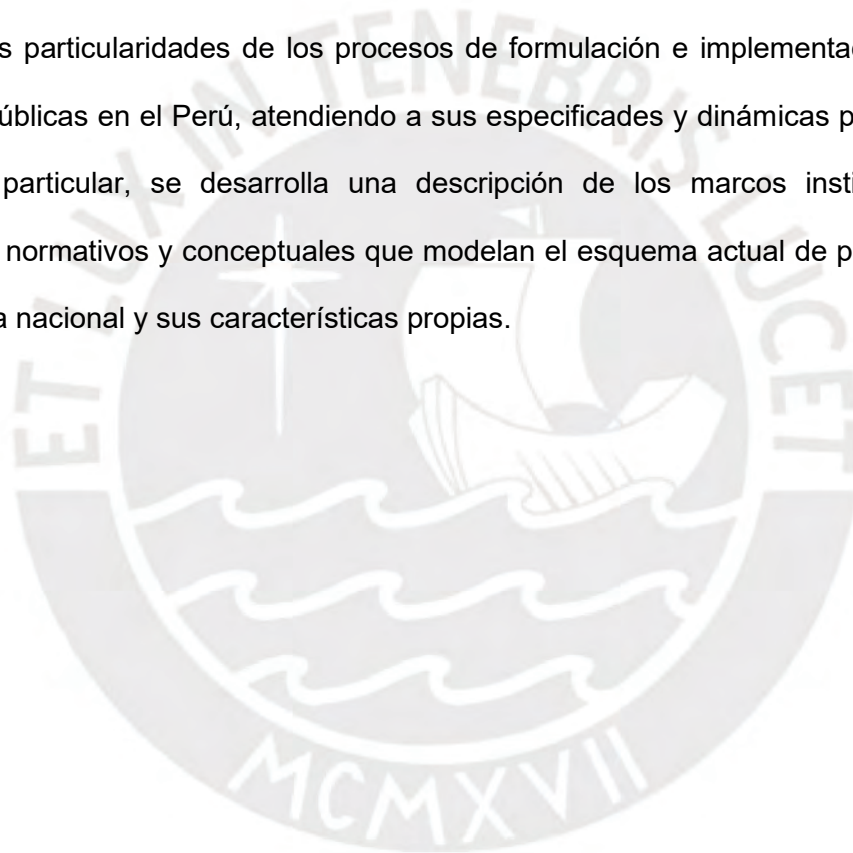 s particularidades de los procesos de formulación e implementac
úblicas en el Perú, atendiendo a sus especificades y dinámicas p
particular, se desarrolla una descripción de los marcos insti
normativos y conceptuales que modelan el esquema actual de p
a nacional y sus características propias.
ET LUX IN TENEBRIS LUCET
MCMXVII